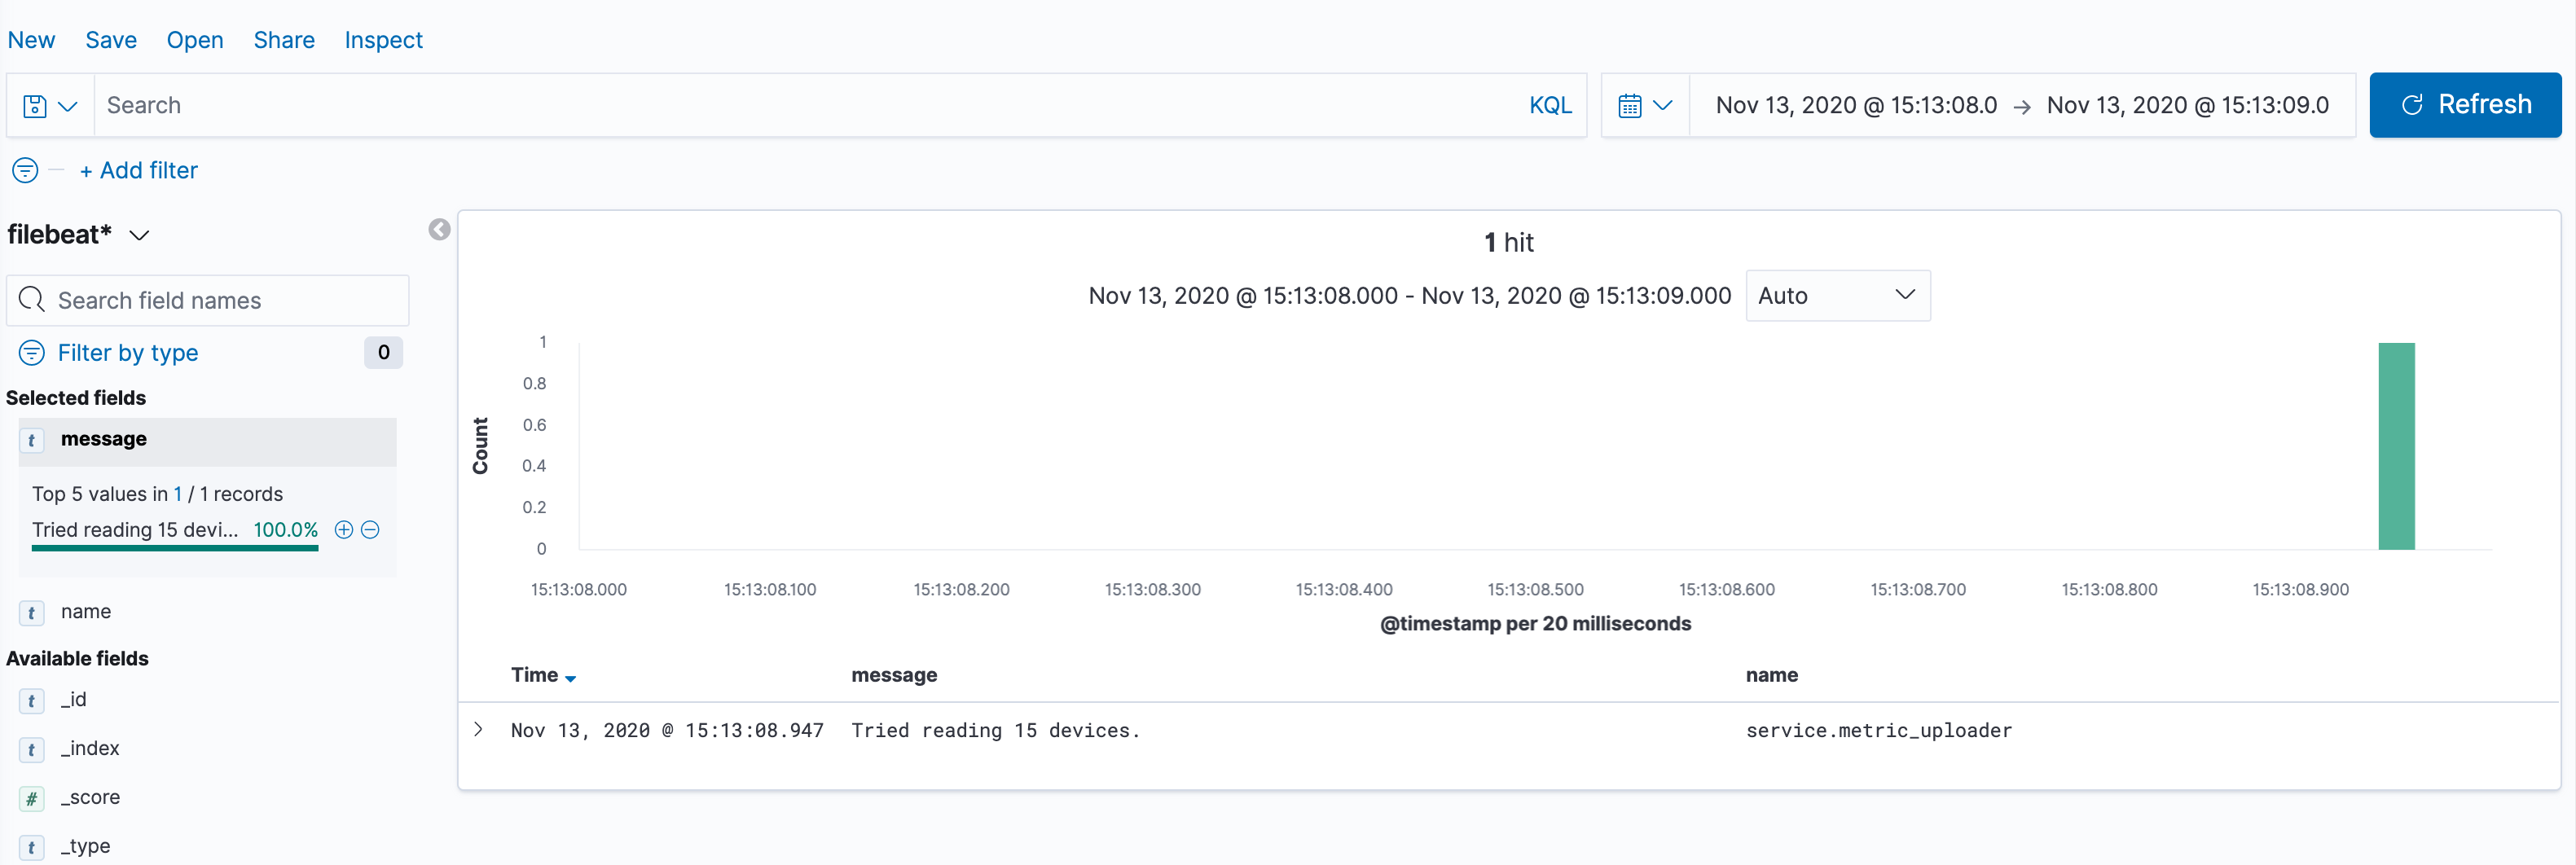 New Save Open Share Inspect
Search KQL Nov 13, 2020 @ 15:13:08.0 → Nov 13, 2020 @ 15:13:09.0 Refresh
+ Add filter
filebeat*
Search field names
Filter by type 0
Selected fields
t message
Top 5 values in 1 / 1 records
Tried reading 15 devi... 100.0%
t name
Available fields
t _id
t _index
# _score
t _type
1 hit
Nov 13, 2020 @ 15:13:08.000 - Nov 13, 2020 @ 15:13:09.000 Auto
Count
1
0.8
0.6
0.4
0.2
0
15:13:08.000 15:13:08.100 15:13:08.200 15:13:08.300 15:13:08.400 15:13:08.500 15:13:08.600 15:13:08.700 15:13:08.800 15:13:08.900
@timestamp per 20 milliseconds
Time message name
Nov 13, 2020 @ 15:13:08.947 Tried reading 15 devices. service.metric_uploader